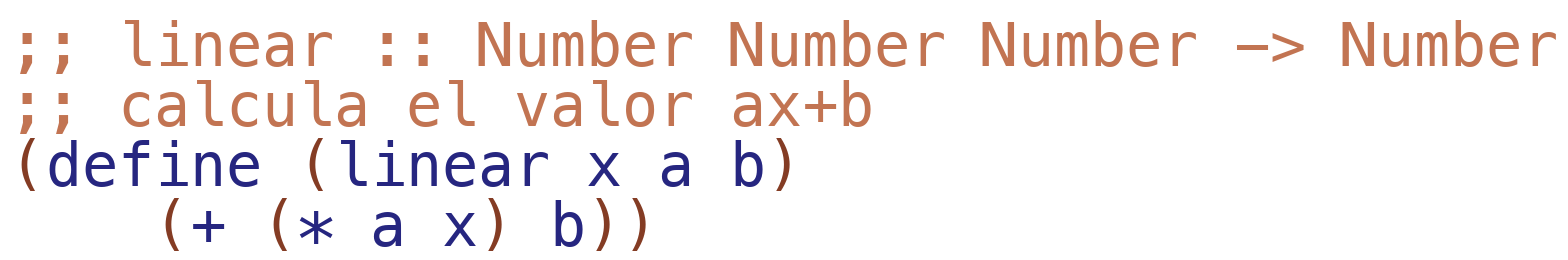 ;; linear :: Number Number Number −> Number
;; calcula el valor ax+b
(define (linear x a b)
    (+ (* a x) b))